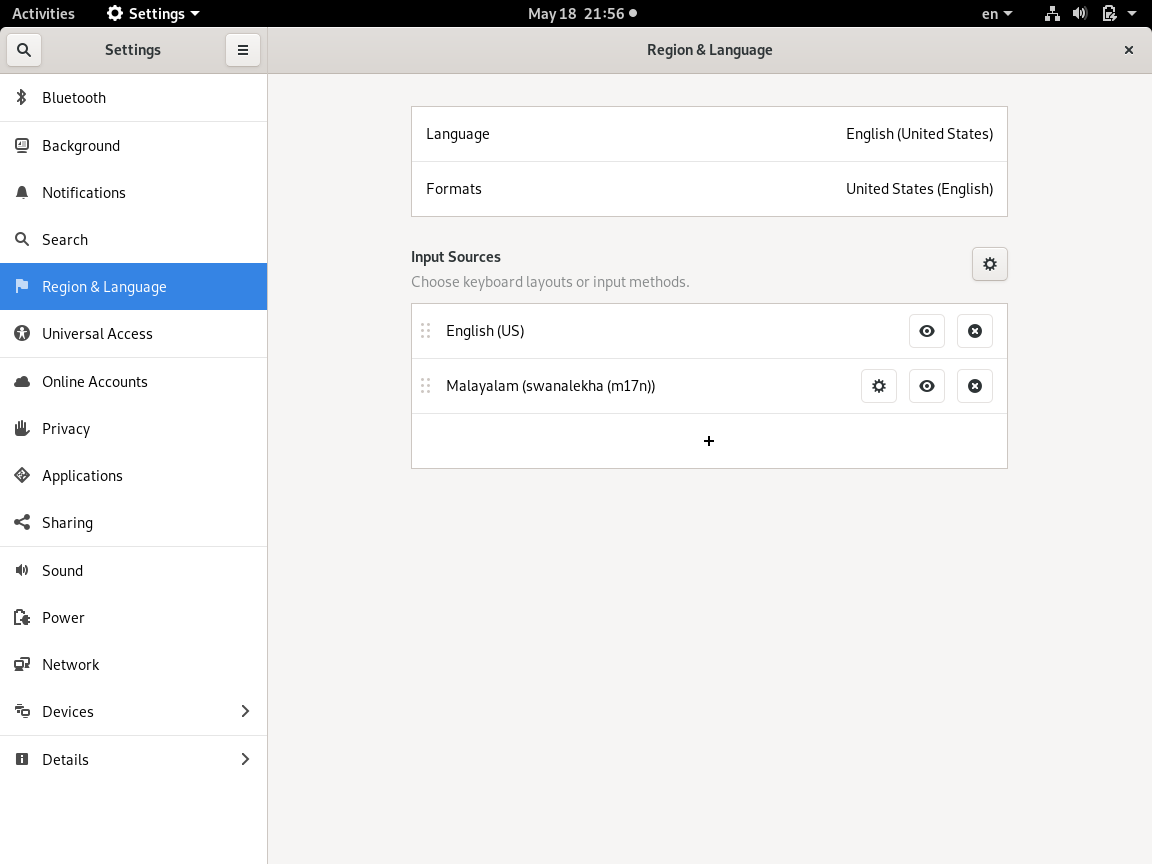 Activities Settings May 18 21:56 en
Settings Region & Language
Bluetooth
Background
Notifications
Search
Region & Language
Universal Access
Online Accounts
Privacy
Applications
Sharing
Sound
Power
Network
Devices
Details
Language English (United States)
Formats United States (English)
Input Sources
Choose keyboard layouts or input methods.
English (US)
Malayalam (swanalekha (m17n))